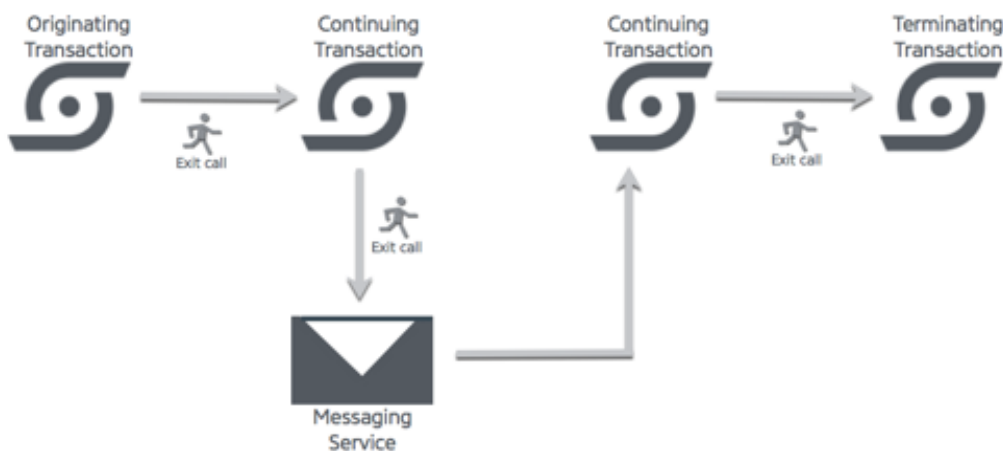 Originating
Transaction
Continuing
Transaction
Continuing
Transaction
Terminating
Transaction
Exit call
Exit call
Exit call
Messaging
Service